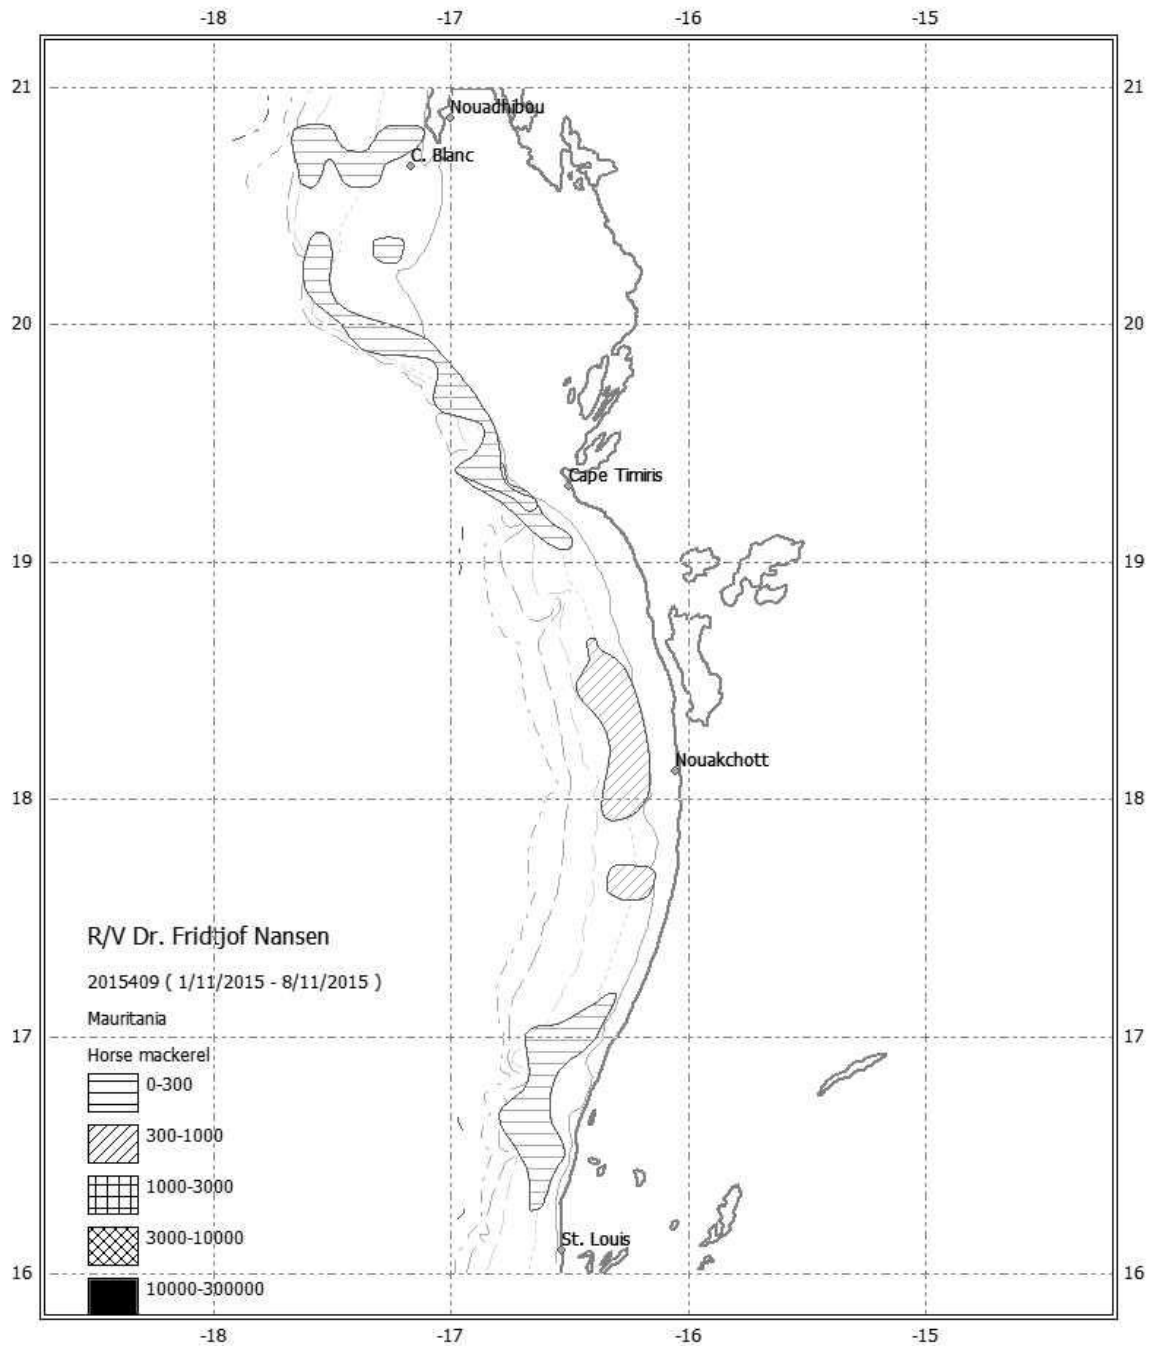 -18 -17 -16 -15
21 21
Nouadhibou
C. Blanc
20 20
Cape Timiris
19 19
Nouakchott
18 18
R/V Dr. Fridtjof Nansen
2015409 ( 1/11/2015 - 8/11/2015 )
Mauritania
17 17
Horse mackerel
0-300
300-1000
1000-3000
3000-10000
St. Louis
16 16
10000-300000
-18 -17 -16 -15